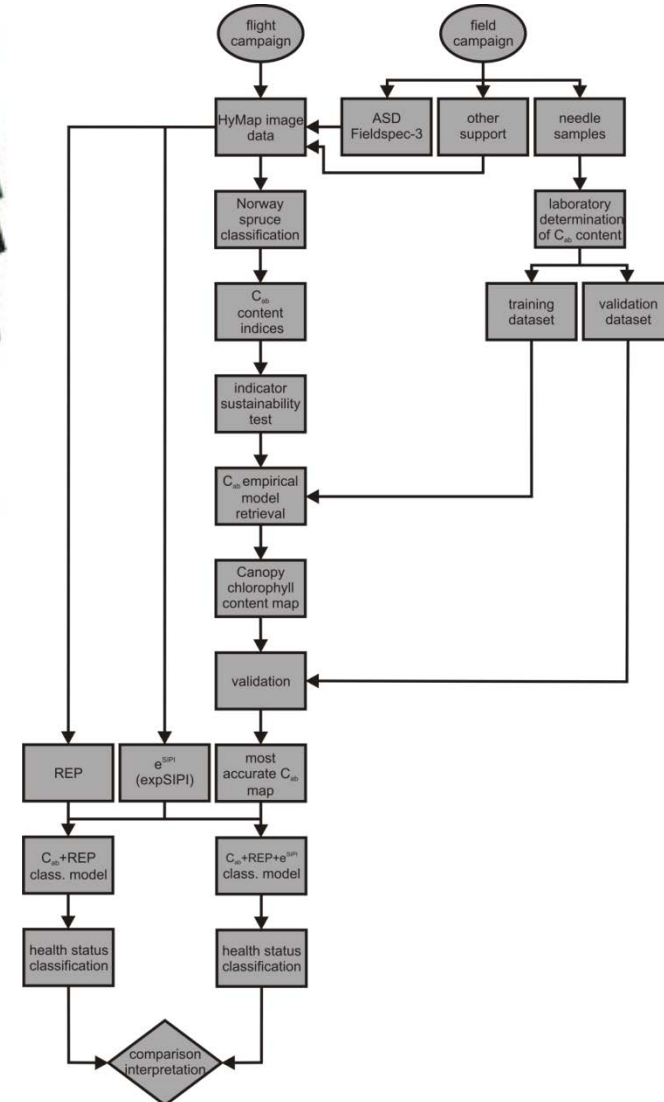 flight
campaign
field
campaign
HyMap image
data
ASD
Fieldspec-3
other
support
needle
samples
Norway
spruce
classification
laboratory
determination
of Cab content
Cab
content
indices
training
dataset
validation
dataset
indicator
sustainability
test
Cab empirical
model
retrieval
Canopy
chlorophyll
content map
validation
REP
eSIPI
(expSIPI)
most
accurate Cab
map
Cab+REP
class. model
Cab+REP+eSIPI
class. model
health status
classification
health status
classification
comparison
interpretation